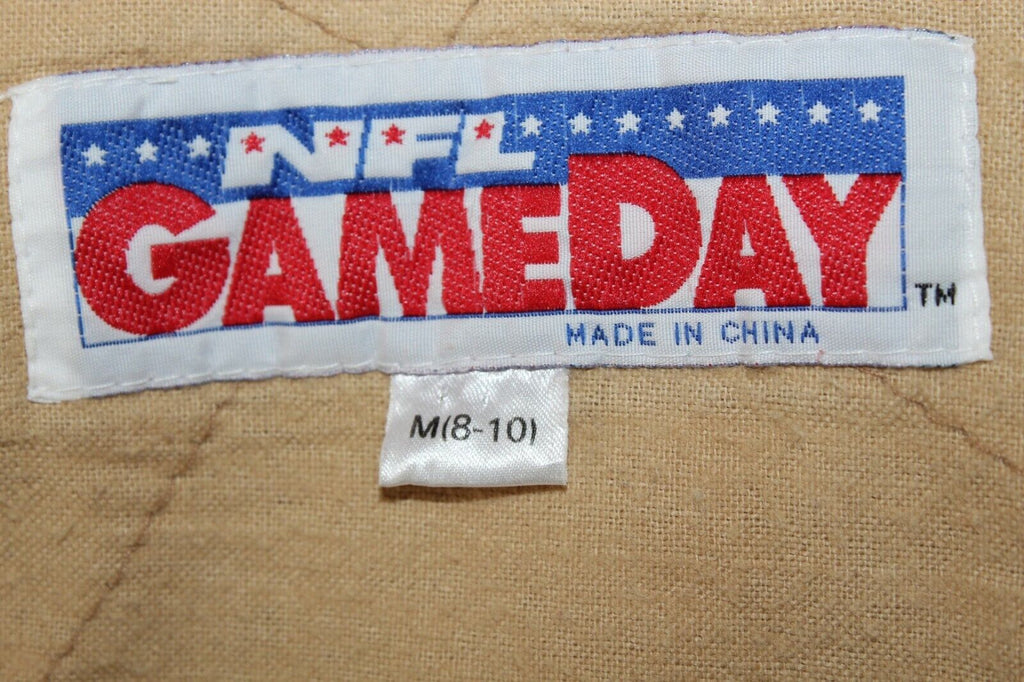 NFL
GAMEDAY TM
MADE IN CHINA
M(8-10)